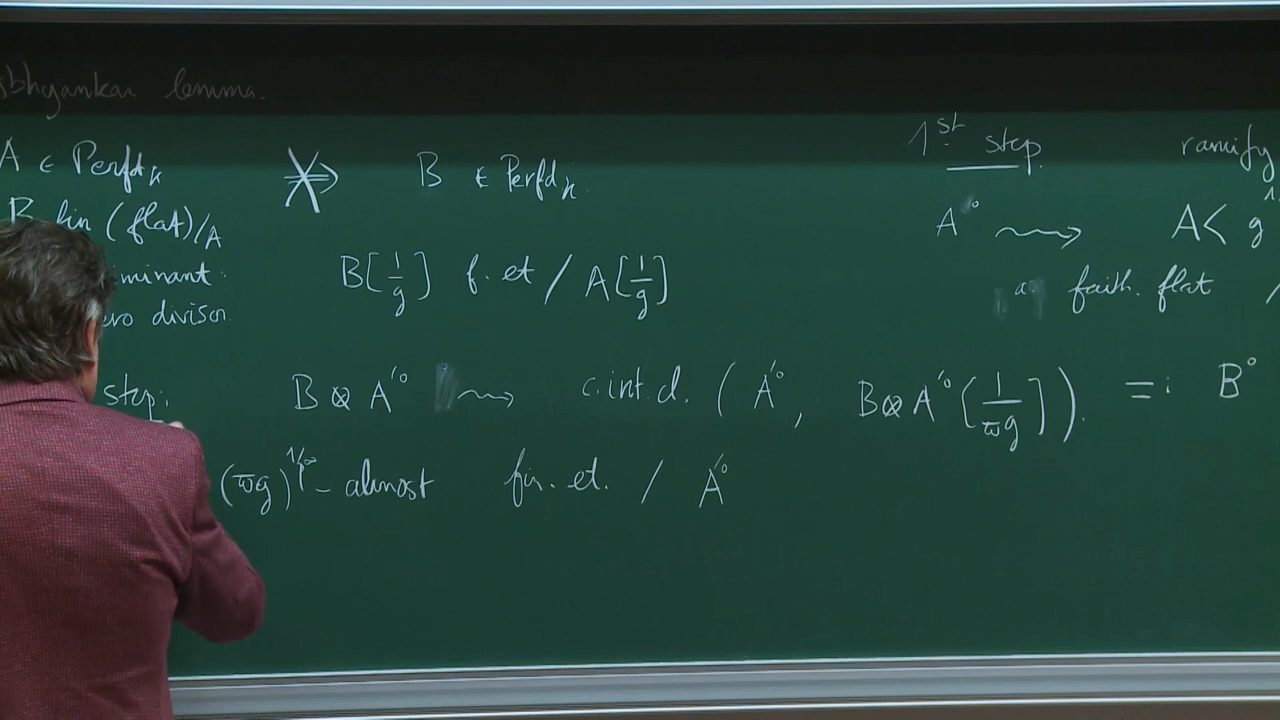 bhyankar lemma.
A ∈ Perfd_K ⇏ B ∈ Perfd_K
B fin (flat)/A
minant:
ero divisor.
B[1/g] f. et / A[1/g]
step: B ⊗ A'° ⇝ c. int. cl. (A'°, B⊗A'°[1/ϖg]). =: B°
(ϖg)^{1/p^∞} - almost fin. et. / A'°
1st step. ramify
A'° ⇝ A< g
a. faith. flat /